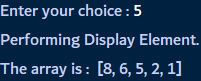 Enter your choice : 5
Performing Display Element.
The array is :  [8, 6, 5, 2, 1]